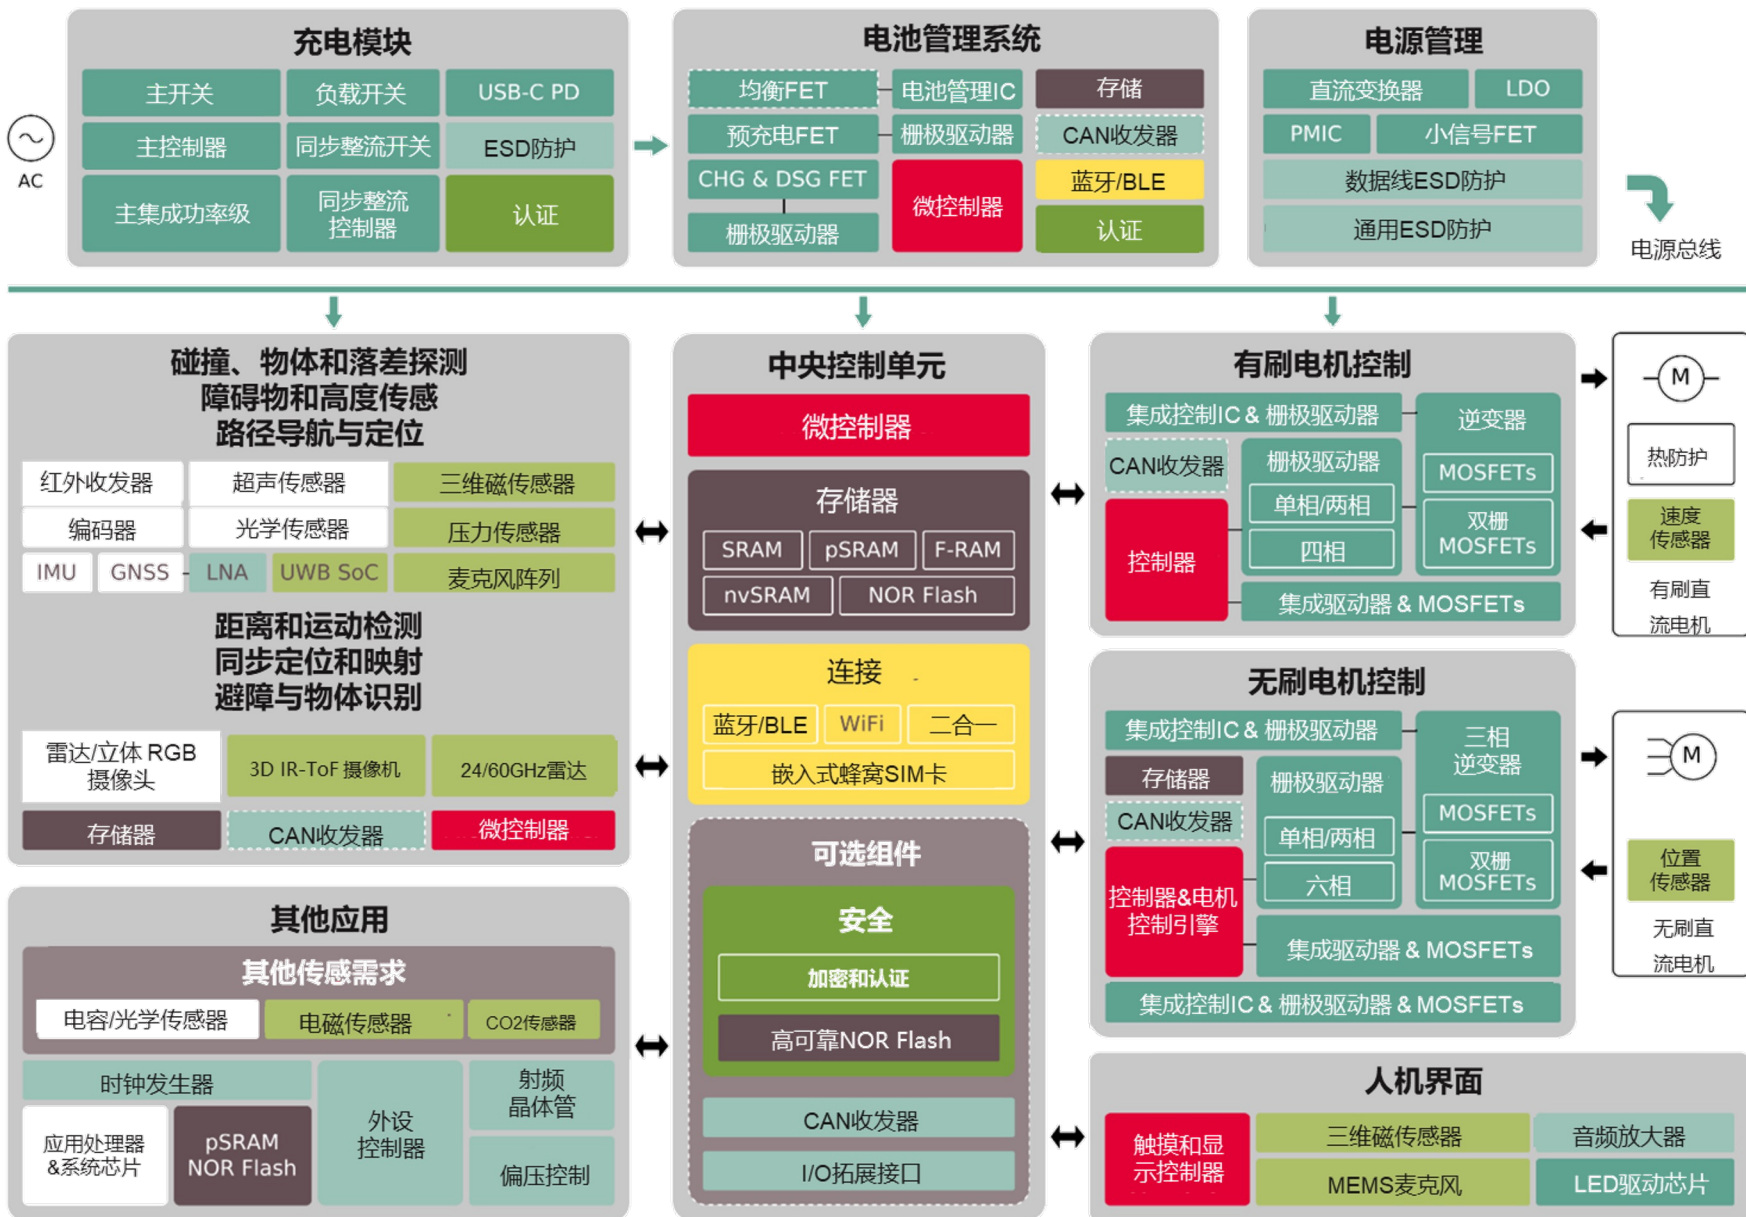 充电模块
主开关
负载开关
USB-C PD
主控制器
同步整流开关
ESD防护
主集成功率级
同步整流
控制器
认证
AC
电池管理系统
均衡FET
电池管理IC
存储
预充电FET
栅极驱动器
CAN收发器
CHG & DSG FET
微控制器
蓝牙/BLE
栅极驱动器
认证
电源管理
直流变换器
LDO
PMIC
小信号FET
数据线ESD防护
通用ESD防护
电源总线
碰撞、物体和落差探测
障碍物和高度传感
路径导航与定位
红外收发器
超声传感器
三维磁传感器
编码器
光学传感器
压力传感器
IMU
GNSS
LNA
UWB SoC
麦克风阵列
距离和运动检测
同步定位和映射
避障与物体识别
雷达/立体 RGB
摄像头
3D IR-ToF 摄像机
24/60GHz雷达
存储器
CAN收发器
微控制器
其他应用
其他传感需求
电容/光学传感器
电磁传感器
CO2传感器
时钟发生器
外设
控制器
射频
晶体管
应用处理器
&系统芯片
pSRAM
NOR Flash
偏压控制
中央控制单元
微控制器
存储器
SRAM
pSRAM
F-RAM
nvSRAM
NOR Flash
连接
蓝牙/BLE
WiFi
二合一
嵌入式蜂窝SIM卡
可选组件
安全
加密和认证
高可靠NOR Flash
CAN收发器
I/O拓展接口
有刷电机控制
集成控制IC & 栅极驱动器
逆变器
CAN收发器
栅极驱动器
MOSFETs
单相/两相
双栅
MOSFETs
控制器
四相
集成驱动器 & MOSFETs
M
热防护
速度
传感器
有刷直
流电机
无刷电机控制
集成控制IC & 栅极驱动器
三相
逆变器
存储器
栅极驱动器
CAN收发器
MOSFETs
单相/两相
双栅
MOSFETs
控制器&电机
控制引擎
六相
集成驱动器 & MOSFETs
集成控制IC & 栅极驱动器 & MOSFETs
M
位置
传感器
无刷直
流电机
人机界面
触摸和显
示控制器
三维磁传感器
音频放大器
MEMS麦克风
LED驱动芯片